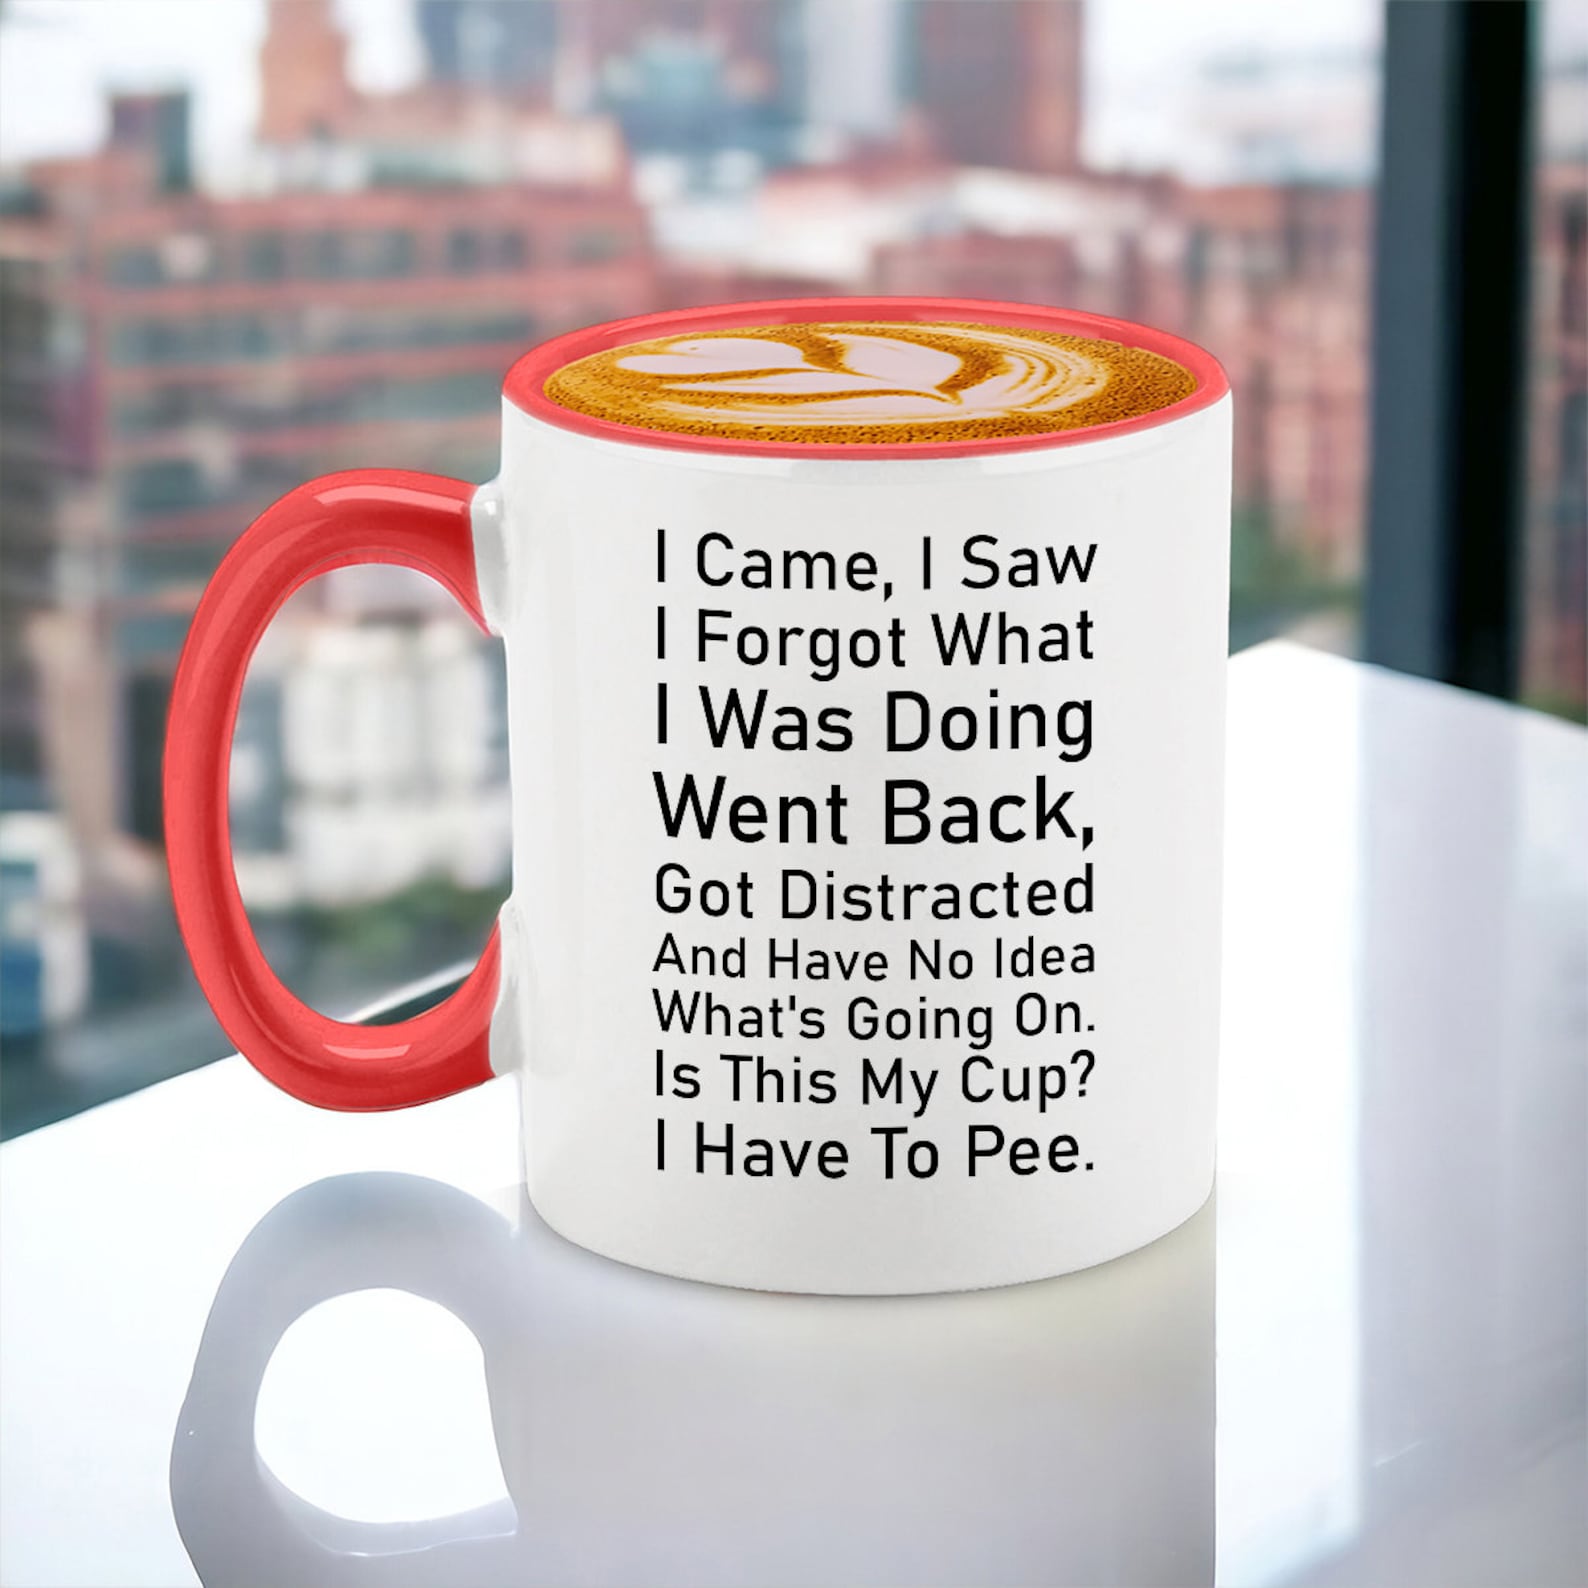 I Came, I Saw
I Forgot What
I Was Doing
Went Back,
Got Distracted
And Have No Idea
What's Going On.
Is This My Cup?
I Have To Pee.